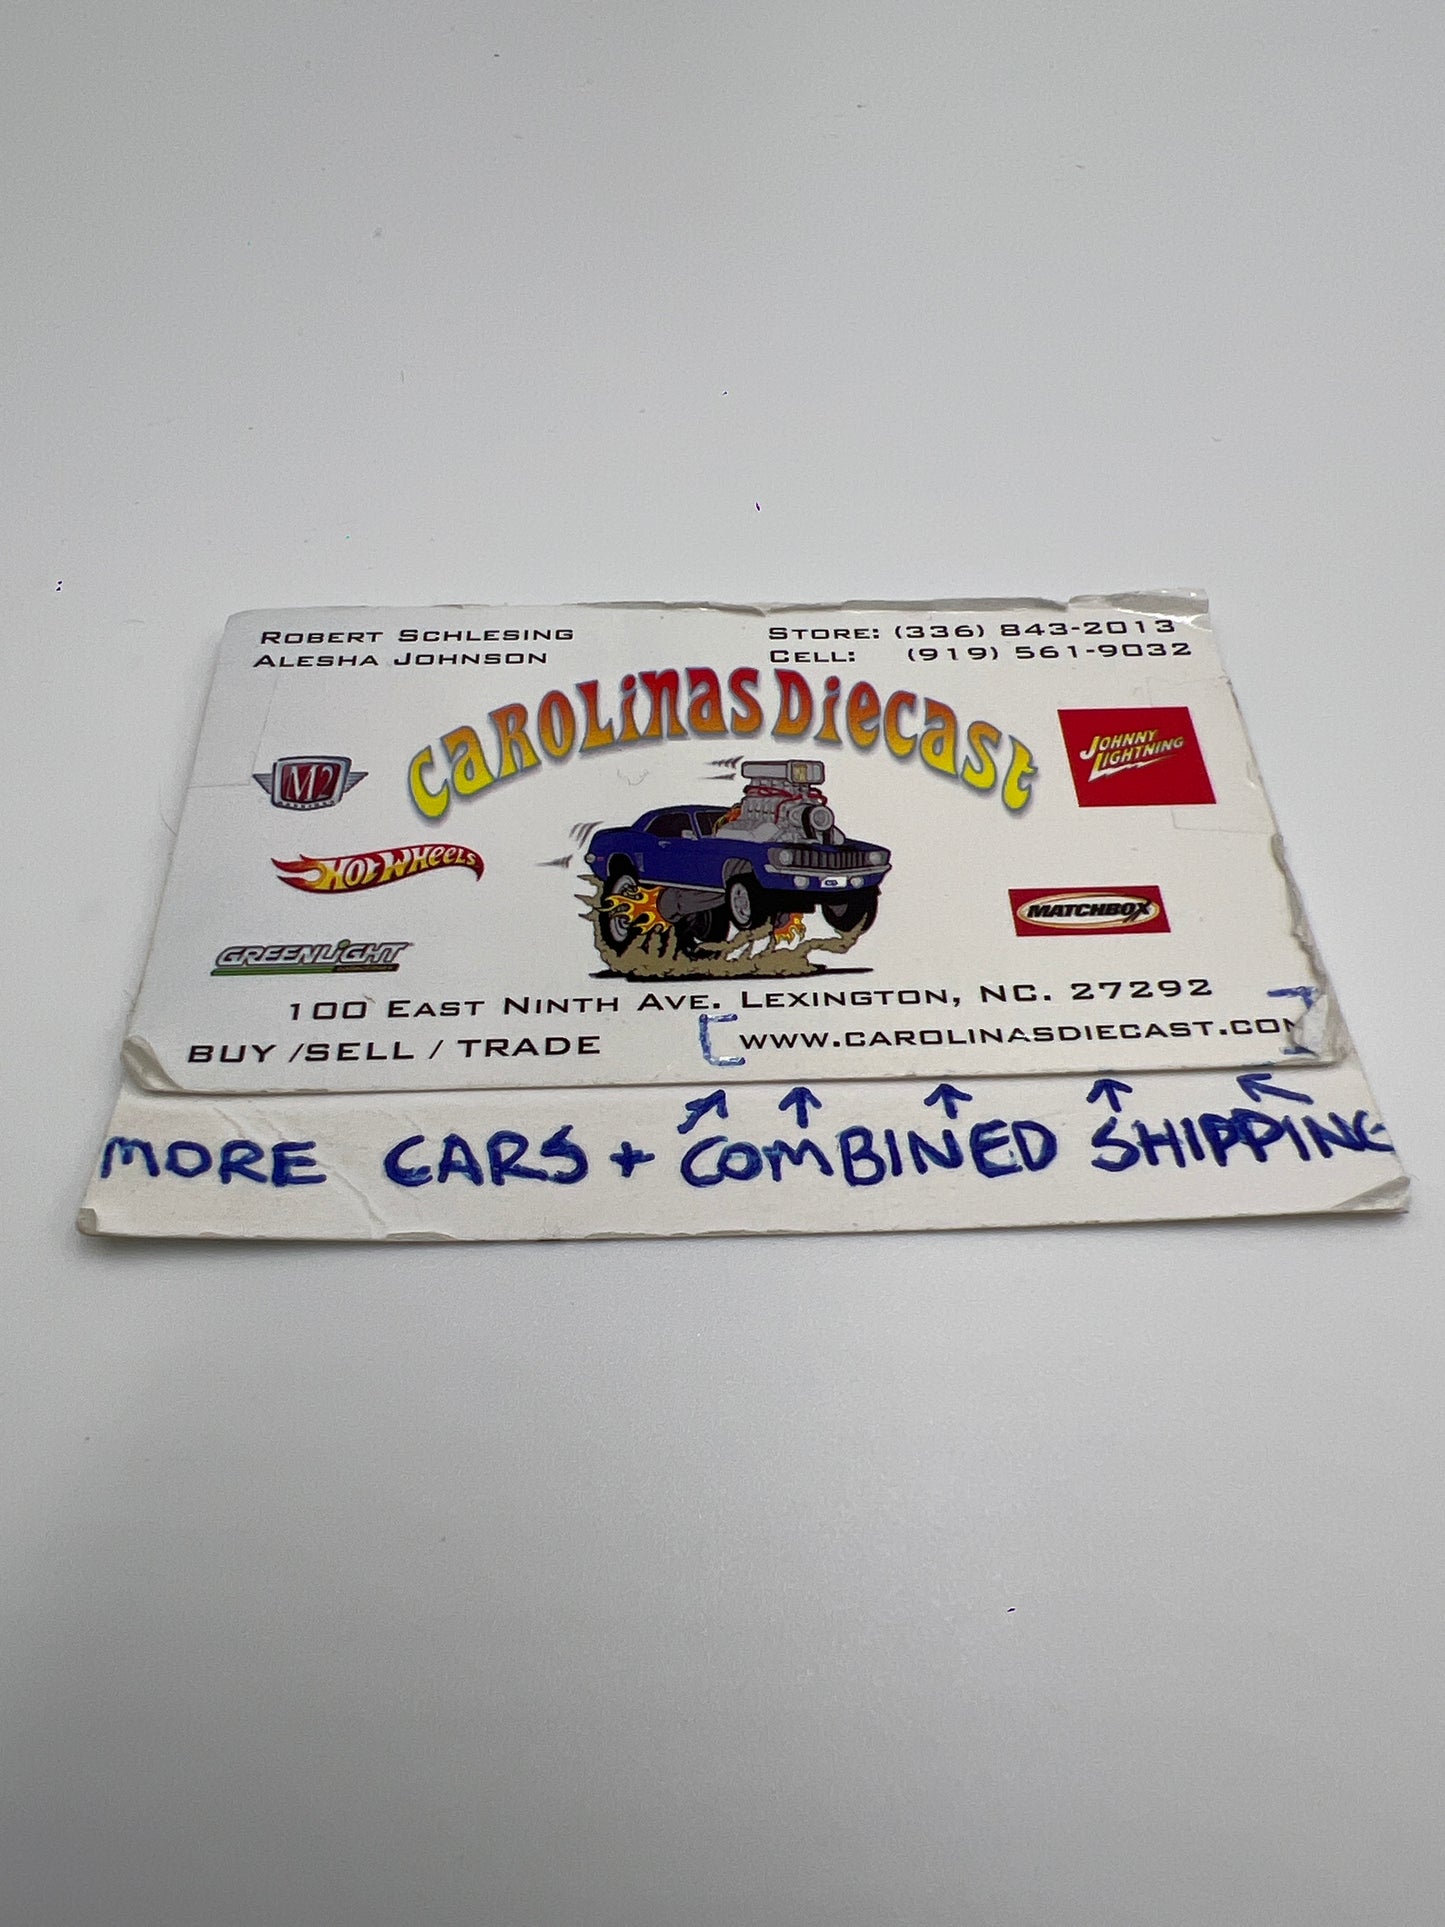 ROBERT SCHLESING
ALESHA JOHNSON
STORE: (336) 843-2013
CELL: (919) 561-9032
CAROLINAS DIECAST
M2
JOHNNY
LIGHTNING
HOT WHEELS
MATCHBOX
GREENLIGHT
100 EAST NINTH AVE. LEXINGTON, NC. 27292
BUY /SELL / TRADE [WWW.CAROLINASDIECAST.COM]
MORE CARS + COMBINED SHIPPING